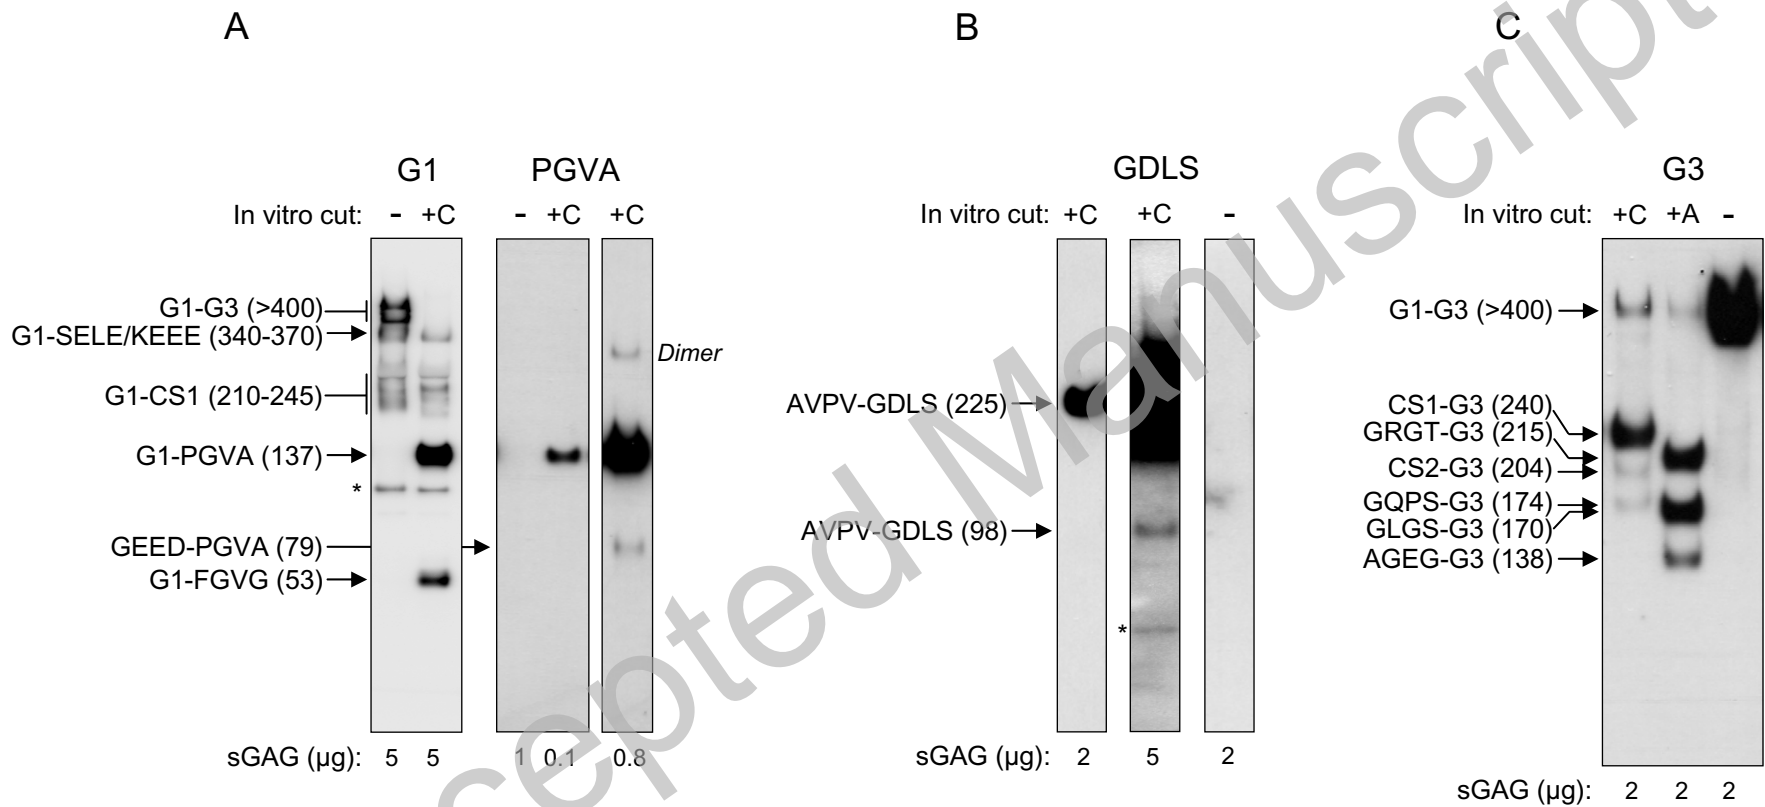 A
B
C
G1
PGVA
GDLS
G3
In vitro cut: - +C - +C +C
In vitro cut: +C +C -
In vitro cut: +C +A -
G1-G3 (>400)
G1-SELE/KEEE (340-370)
G1-CS1 (210-245)
G1-PGVA (137)
*
GEED-PGVA (79)
G1-FGVG (53)
Dimer
AVPV-GDLS (225)
AVPV-GDLS (98)
*
G1-G3 (>400)
CS1-G3 (240)
GRGT-G3 (215)
CS2-G3 (204)
GQPS-G3 (174)
GLGS-G3 (170)
AGEG-G3 (138)
sGAG (µg): 5 5 1 0.1 0.8
sGAG (µg): 2 5 2
sGAG (µg): 2 2 2
cepted Manuscript